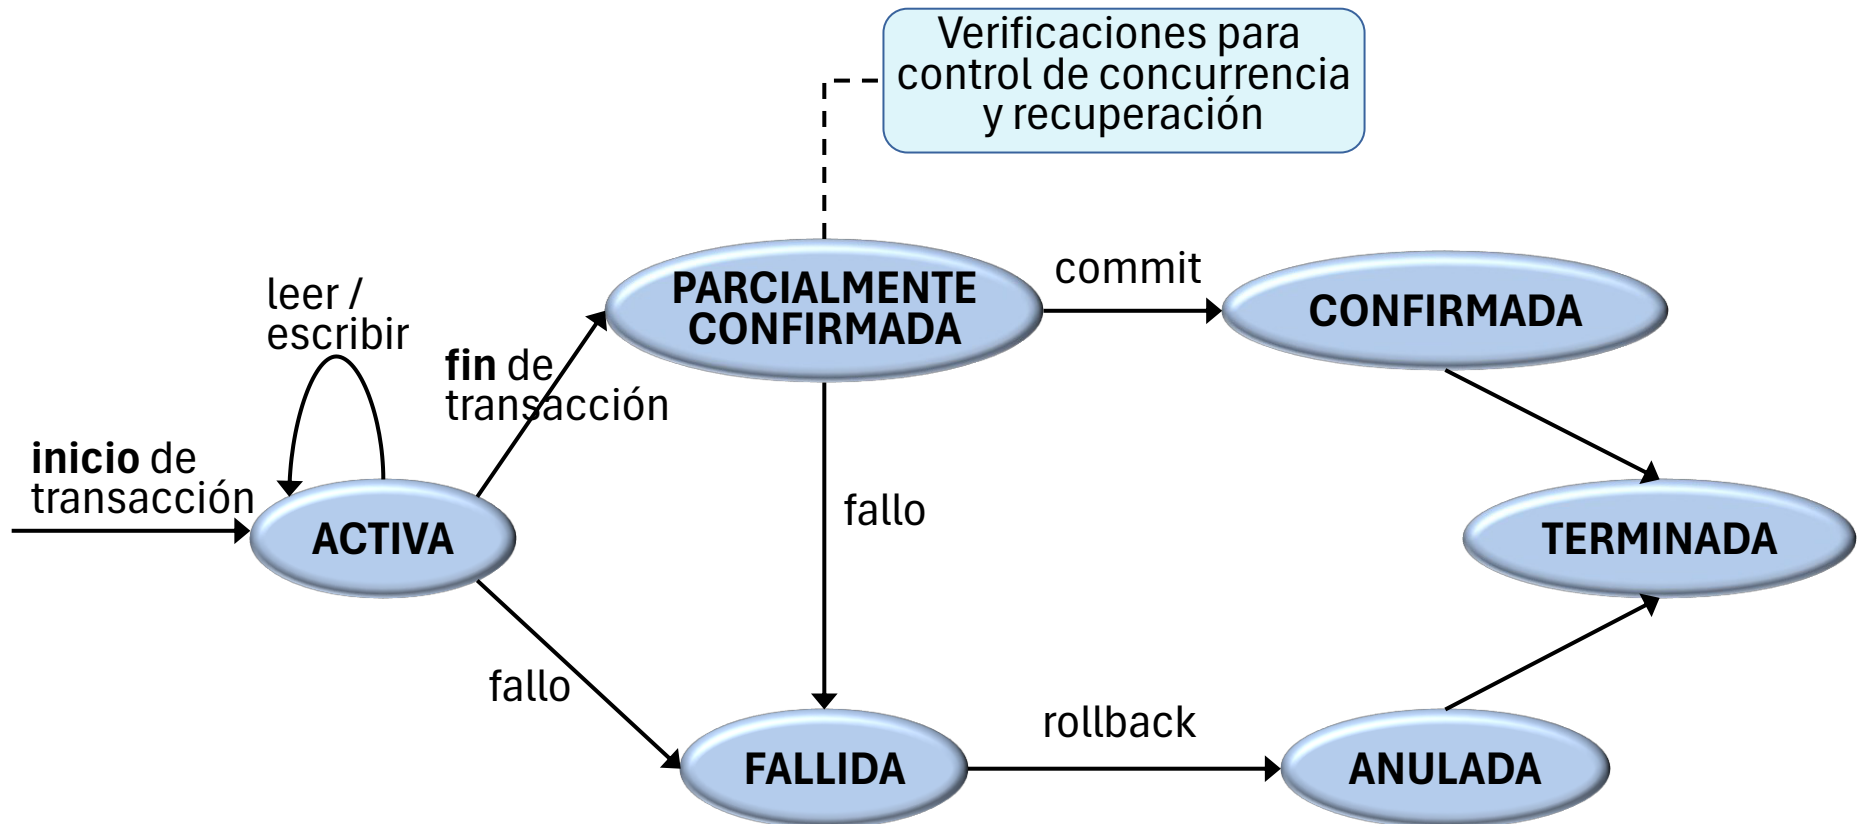 Verificaciones para
control de concurrencia
y recuperación
leer /
escribir
fin de
transacción
PARCIALMENTE
CONFIRMADA
commit
CONFIRMADA
inicio de
transacción
ACTIVA
fallo
TERMINADA
fallo
FALLIDA
rollback
ANULADA